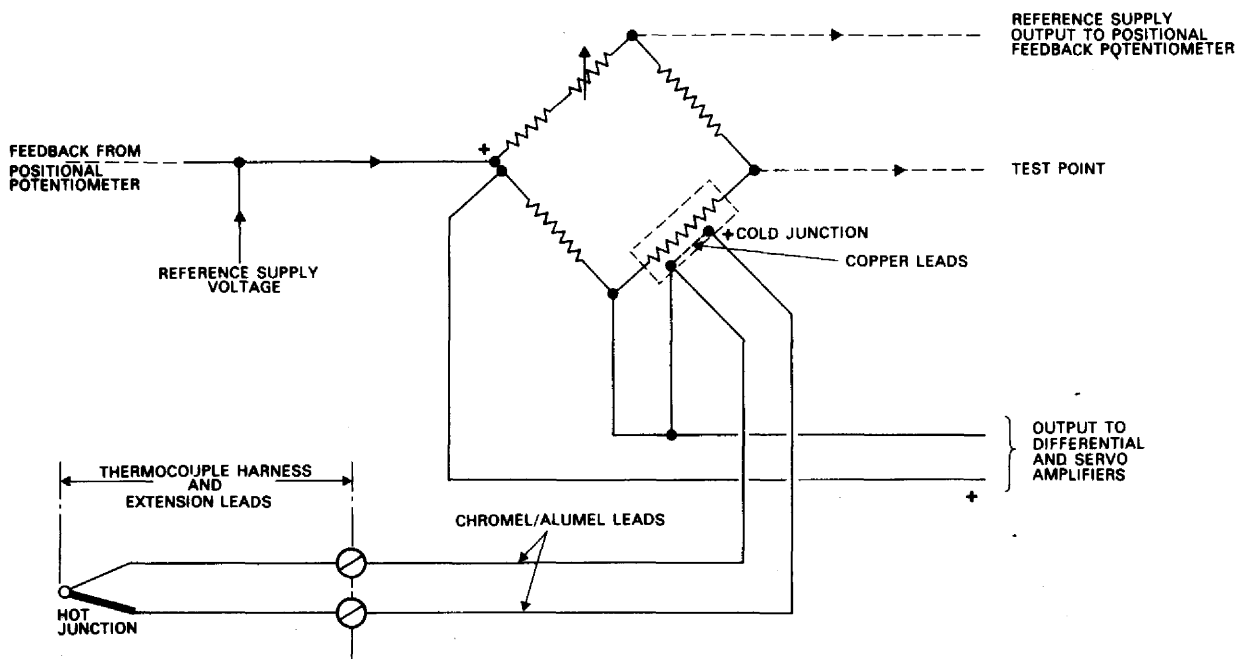 REFERENCE SUPPLY
OUTPUT TO POSITIONAL
FEEDBACK POTENTIOMETER
+
FEEDBACK FROM
POSITIONAL
POTENTIOMETER
TEST POINT
REFERENCE SUPPLY
VOLTAGE
+COLD JUNCTION
COPPER LEADS
THERMOCOUPLE HARNESS
AND
EXTENSION LEADS
OUTPUT TO
DIFFERENTIAL
AND SERVO
AMPLIFIERS
+
CHROMEL/ALUMEL LEADS
HOT
JUNCTION